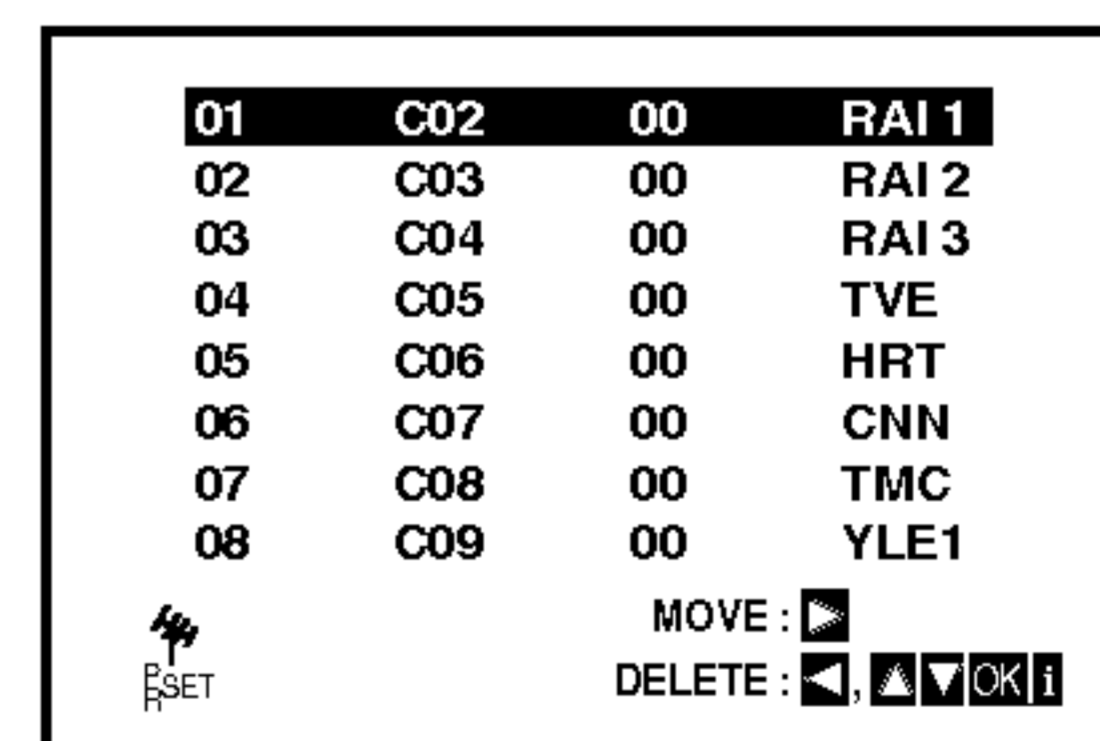 01 C02 00 RAI 1
02 C03 00 RAI 2
03 C04 00 RAI 3
04 C05 00 TVE
05 C06 00 HRT
06 C07 00 CNN
07 C08 00 TMC
08 C09 00 YLE1
MOVE :
DELETE : , OK i
PR SET